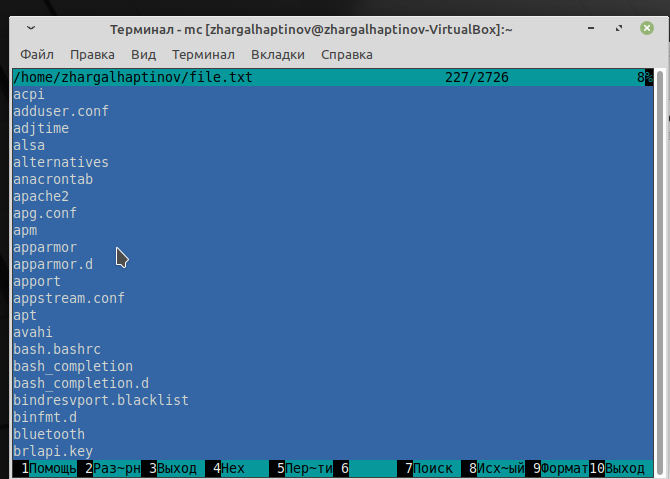 Терминал - mc [zhargalhaptinov@zhargalhaptinov-VirtualBox]:~
Файл Правка Вид Терминал Вкладки Справка
/home/zhargalhaptinov/file.txt 227/2726 8%
acpi
adduser.conf
adjtime
alsa
alternatives
anacrontab
apache2
apg.conf
apm
apparmor
apparmor.d
apport
appstream.conf
apt
avahi
bash.bashrc
bash_completion
bash_completion.d
bindresvport.blacklist
binfmt.d
bluetooth
brlapi.key
1Помощь 2Раз~рн 3Выход 4Hex 5Пер~ти 6 7Поиск 8Исх~ый 9Формат 10Выход